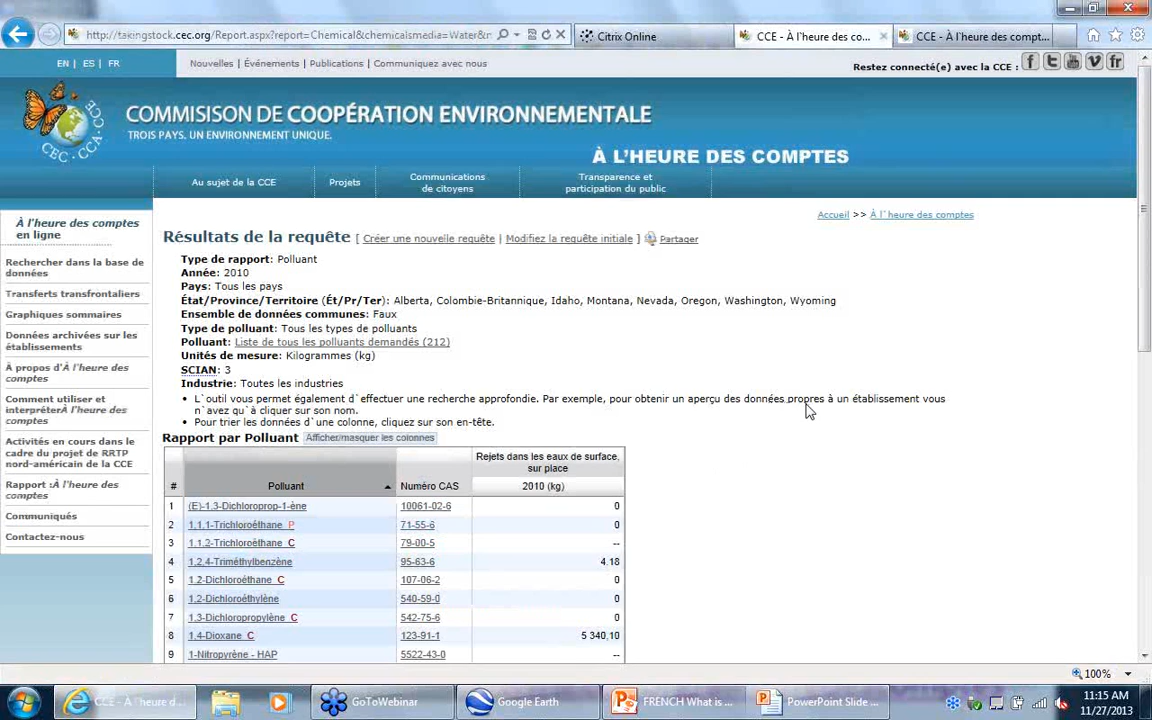 http://takingstock.cec.org/Report.aspx?report=Chemical&chemicalsmedia=Water&r
Citrix Online
CCE - À l'heure des co...
CCE - À l'heure des compt...
EN | ES | FR
Nouvelles | Événements | Publications | Communiquez avec nous
Restez connecté(e) avec la CCE :
COMMISISON DE COOPÉRATION ENVIRONNEMENTALE
TROIS PAYS. UN ENVIRONNEMENT UNIQUE.
CEC · CCA · CCE
À L'HEURE DES COMPTES
Au sujet de la CCE
Projets
Communications
de citoyens
Transparence et
participation du public
À l'heure des comptes
en ligne
Rechercher dans la base de
données
Transferts transfrontaliers
Graphiques sommaires
Données archivées sur les
établissements
À propos d'À l'heure des
comptes
Comment utiliser et
interpréterÀ l'heure des
comptes
Activités en cours dans le
cadre du projet de RRTP
nord-américain de la CCE
Rapport :À l'heure des
comptes
Communiqués
Contactez-nous
Accueil >> À l`heure des comptes
Résultats de la requête [ Créer une nouvelle requête | Modifiez la requête initiale ] Partager
Type de rapport: Polluant
Année: 2010
Pays: Tous les pays
État/Province/Territoire (Ét/Pr/Ter): Alberta, Colombie-Britannique, Idaho, Montana, Nevada, Oregon, Washington, Wyoming
Ensemble de données communes: Faux
Type de polluant: Tous les types de polluants
Polluant: Liste de tous les polluants demandés (212)
Unités de mesure: Kilogrammes (kg)
SCIAN: 3
Industrie: Toutes les industries
• L`outil vous permet également d`effectuer une recherche approfondie. Par exemple, pour obtenir un aperçu des données propres à un établissement vous
n`avez qu`à cliquer sur son nom.
• Pour trier les données d`une colonne, cliquez sur son en-tête.
Rapport par Polluant Afficher/masquer les colonnes
Rejets dans les eaux de surface,
sur place
# Polluant Numéro CAS 2010 (kg)
1 (E)-1,3-Dichloroprop-1-ène 10061-02-6 0
2 1,1,1-Trichloroéthane P 71-55-6 0
3 1,1,2-Trichloroéthane C 79-00-5 --
4 1,2,4-Triméthylbenzène 95-63-6 4,18
5 1,2-Dichloroéthane C 107-06-2 0
6 1,2-Dichloroéthylène 540-59-0 0
7 1,3-Dichloropropylène C 542-75-6 0
8 1,4-Dioxane C 123-91-1 5 340,10
9 1-Nitropyrène - HAP 5522-43-0 --
100%
CCE - À l'heure d...
GoToWebinar
Google Earth
FRENCH What is ...
PowerPoint Slide ...
11:15 AM
11/27/2013